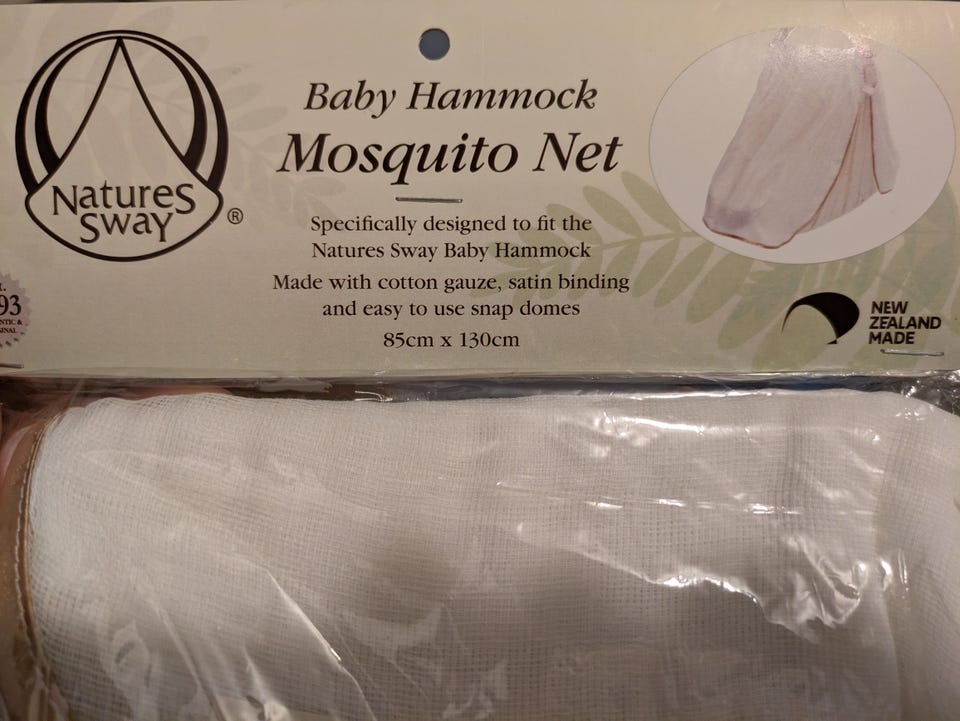 Natures
Sway
®
Baby Hammock
Mosquito Net
Specifically designed to fit the
Natures Sway Baby Hammock
Made with cotton gauze, satin binding
and easy to use snap domes
85cm x 130cm
NEW
ZEALAND
MADE
93